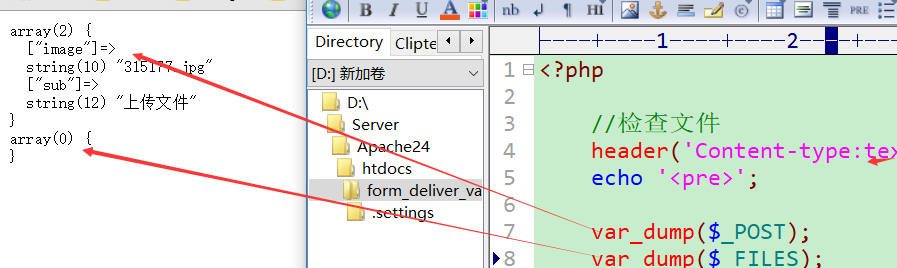 array(2) {
["image"]=>
string(10) "315177.jpg"
["sub"]=>
string(12) "上传文件"
}
array(0) {
}
B
A
nb
¶
HI
PRE
Directory
Clipte
[D:] 新加卷
D:\
Server
Apache24
htdocs
form_deliver_va
.settings
1
2
1 <?php
2
3 //检查文件
4 header('Content-type:tex
5 echo '<pre>';
6
7 var_dump($_POST);
8 var_dump($_FILES);